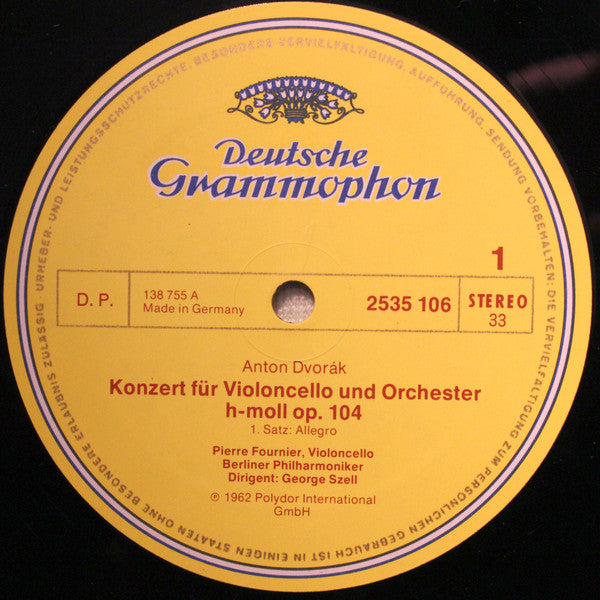 URHEBER- UND LEISTUNGSSCHUTZRECHTE, BESONDERE VERVIELFÄLTIGUNG, AUFFÜHRUNG, SENDUNG VORBEHALTEN; DIE VERVIELFÄLTIGUNG ZUM PERSÖNLICHEN GEBRAUCH IST IN EINIGEN STAATEN OHNE BESONDERE ERLAUBNIS ZULÄSSIG
Deutsche
Grammophon
1
D. P.
138 755 A
Made in Germany
2535 106
STEREO
33
Anton Dvorák
Konzert für Violoncello und Orchester
h-moll op. 104
1. Satz: Allegro
Pierre Fournier, Violoncello
Berliner Philharmoniker
Dirigent: George Szell
℗ 1962 Polydor International
GmbH